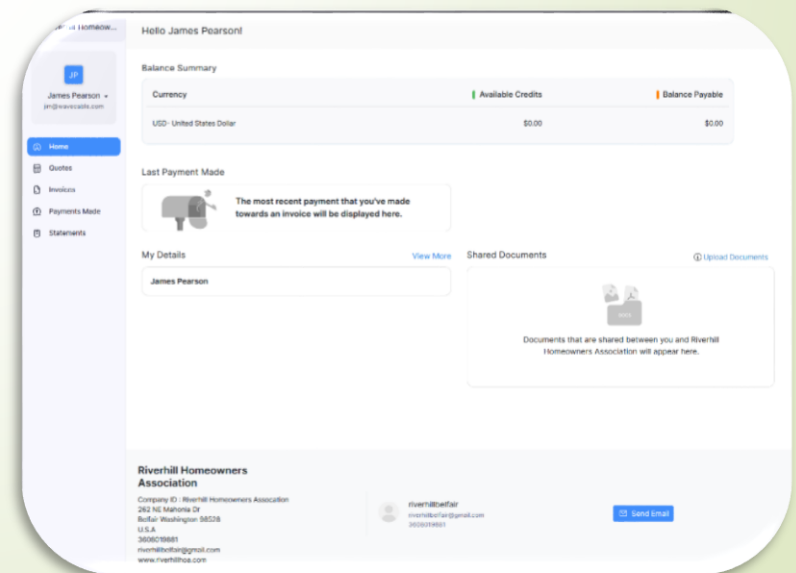 Homeow...
Hello James Pearson!
JP
James Pearson
jim@wavecable.com
Home
Quotes
Invoices
Payments Made
Statements
Balance Summary
Currency Available Credits Balance Payable
USD- United States Dollar $0.00 $0.00
Last Payment Made
The most recent payment that you've made
towards an invoice will be displayed here.
My Details View More
James Pearson
Shared Documents Upload Documents
Documents that are shared between you and Riverhill
Homeowners Association will appear here.
Riverhill Homeowners
Association
Company ID : Riverhill Homeowners Association
262 NE Mahonia Dr
Belfair Washington 98528
U.S.A
3606019881
riverhillbelfair@gmail.com
www.riverhillhoa.com
riverhillbelfair
riverhillbelfair@gmail.com
3606019881
Send Email